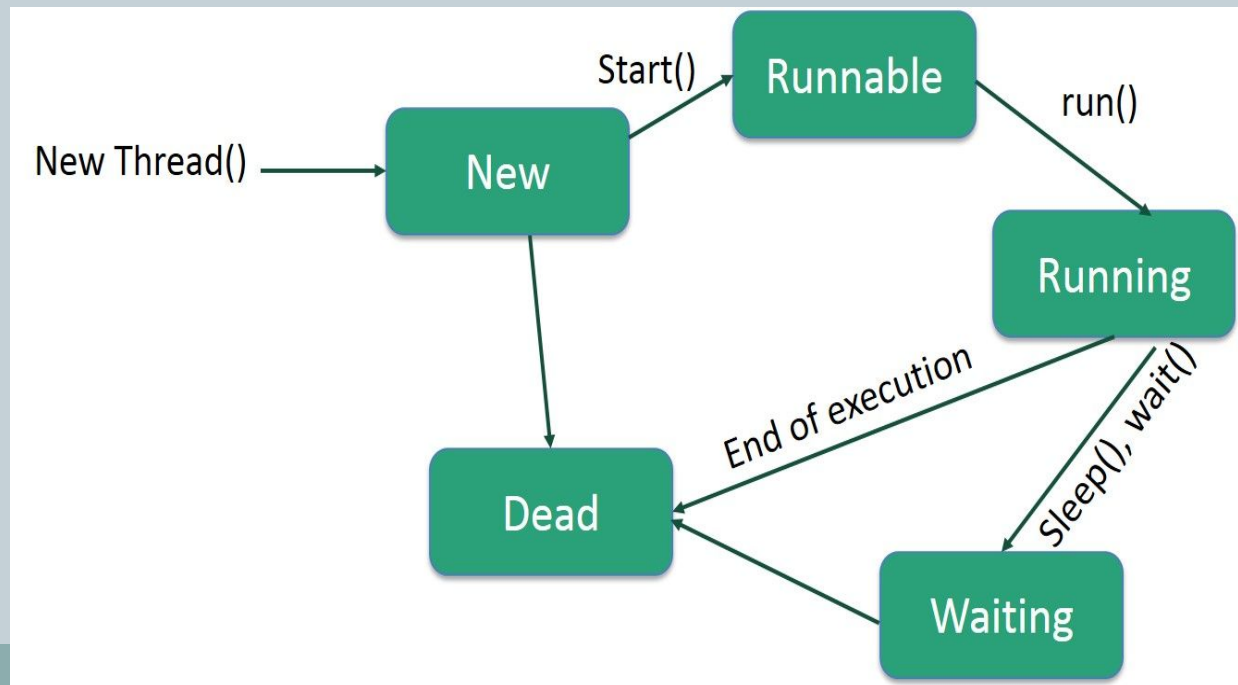 Start()
Runnable
run()
New Thread()
New
Running
End of execution
Sleep(), wait()
Dead
Waiting